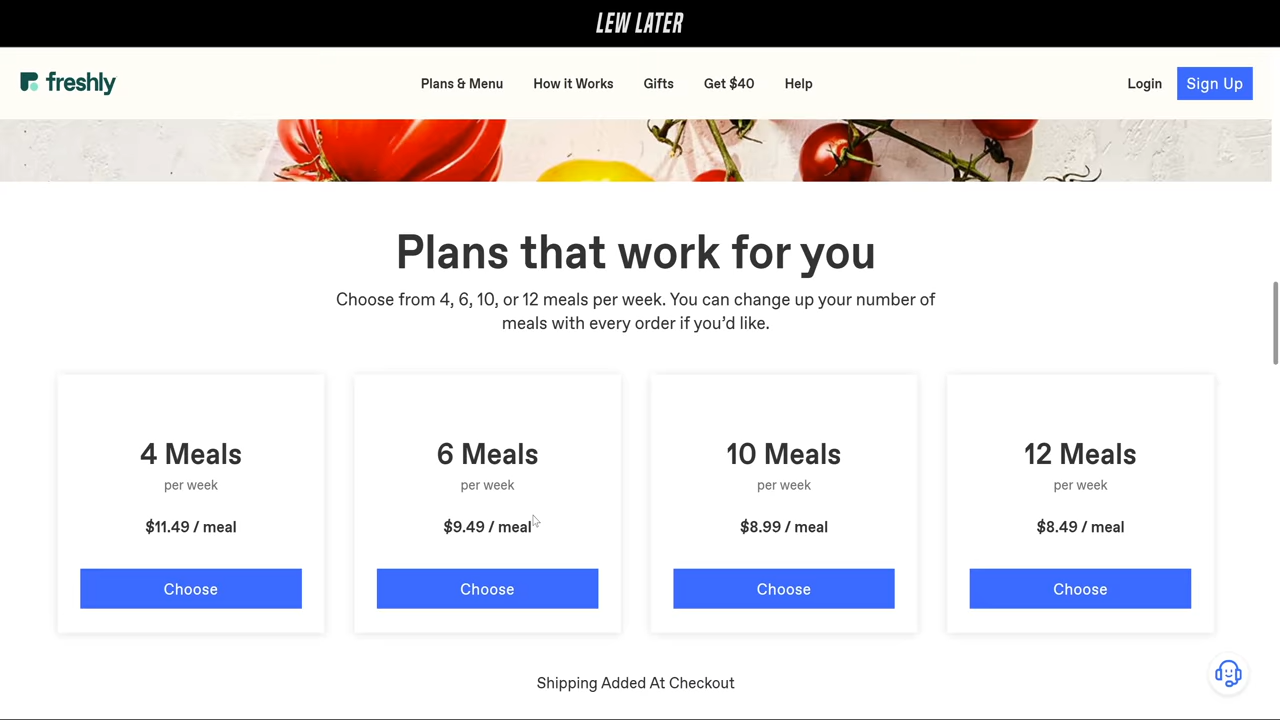 LEW LATER
freshly
Plans & Menu
How it Works
Gifts
Get $40
Help
Login
Sign Up
Plans that work for you
Choose from 4, 6, 10, or 12 meals per week. You can change up your number of
meals with every order if you’d like.
4 Meals
per week
$11.49 / meal
Choose
6 Meals
per week
$9.49 / meal
Choose
10 Meals
per week
$8.99 / meal
Choose
12 Meals
per week
$8.49 / meal
Choose
Shipping Added At Checkout